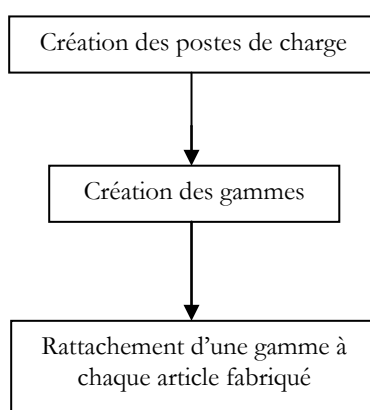 Création des postes de charge
Création des gammes
Rattachement d’une gamme à
chaque article fabriqué